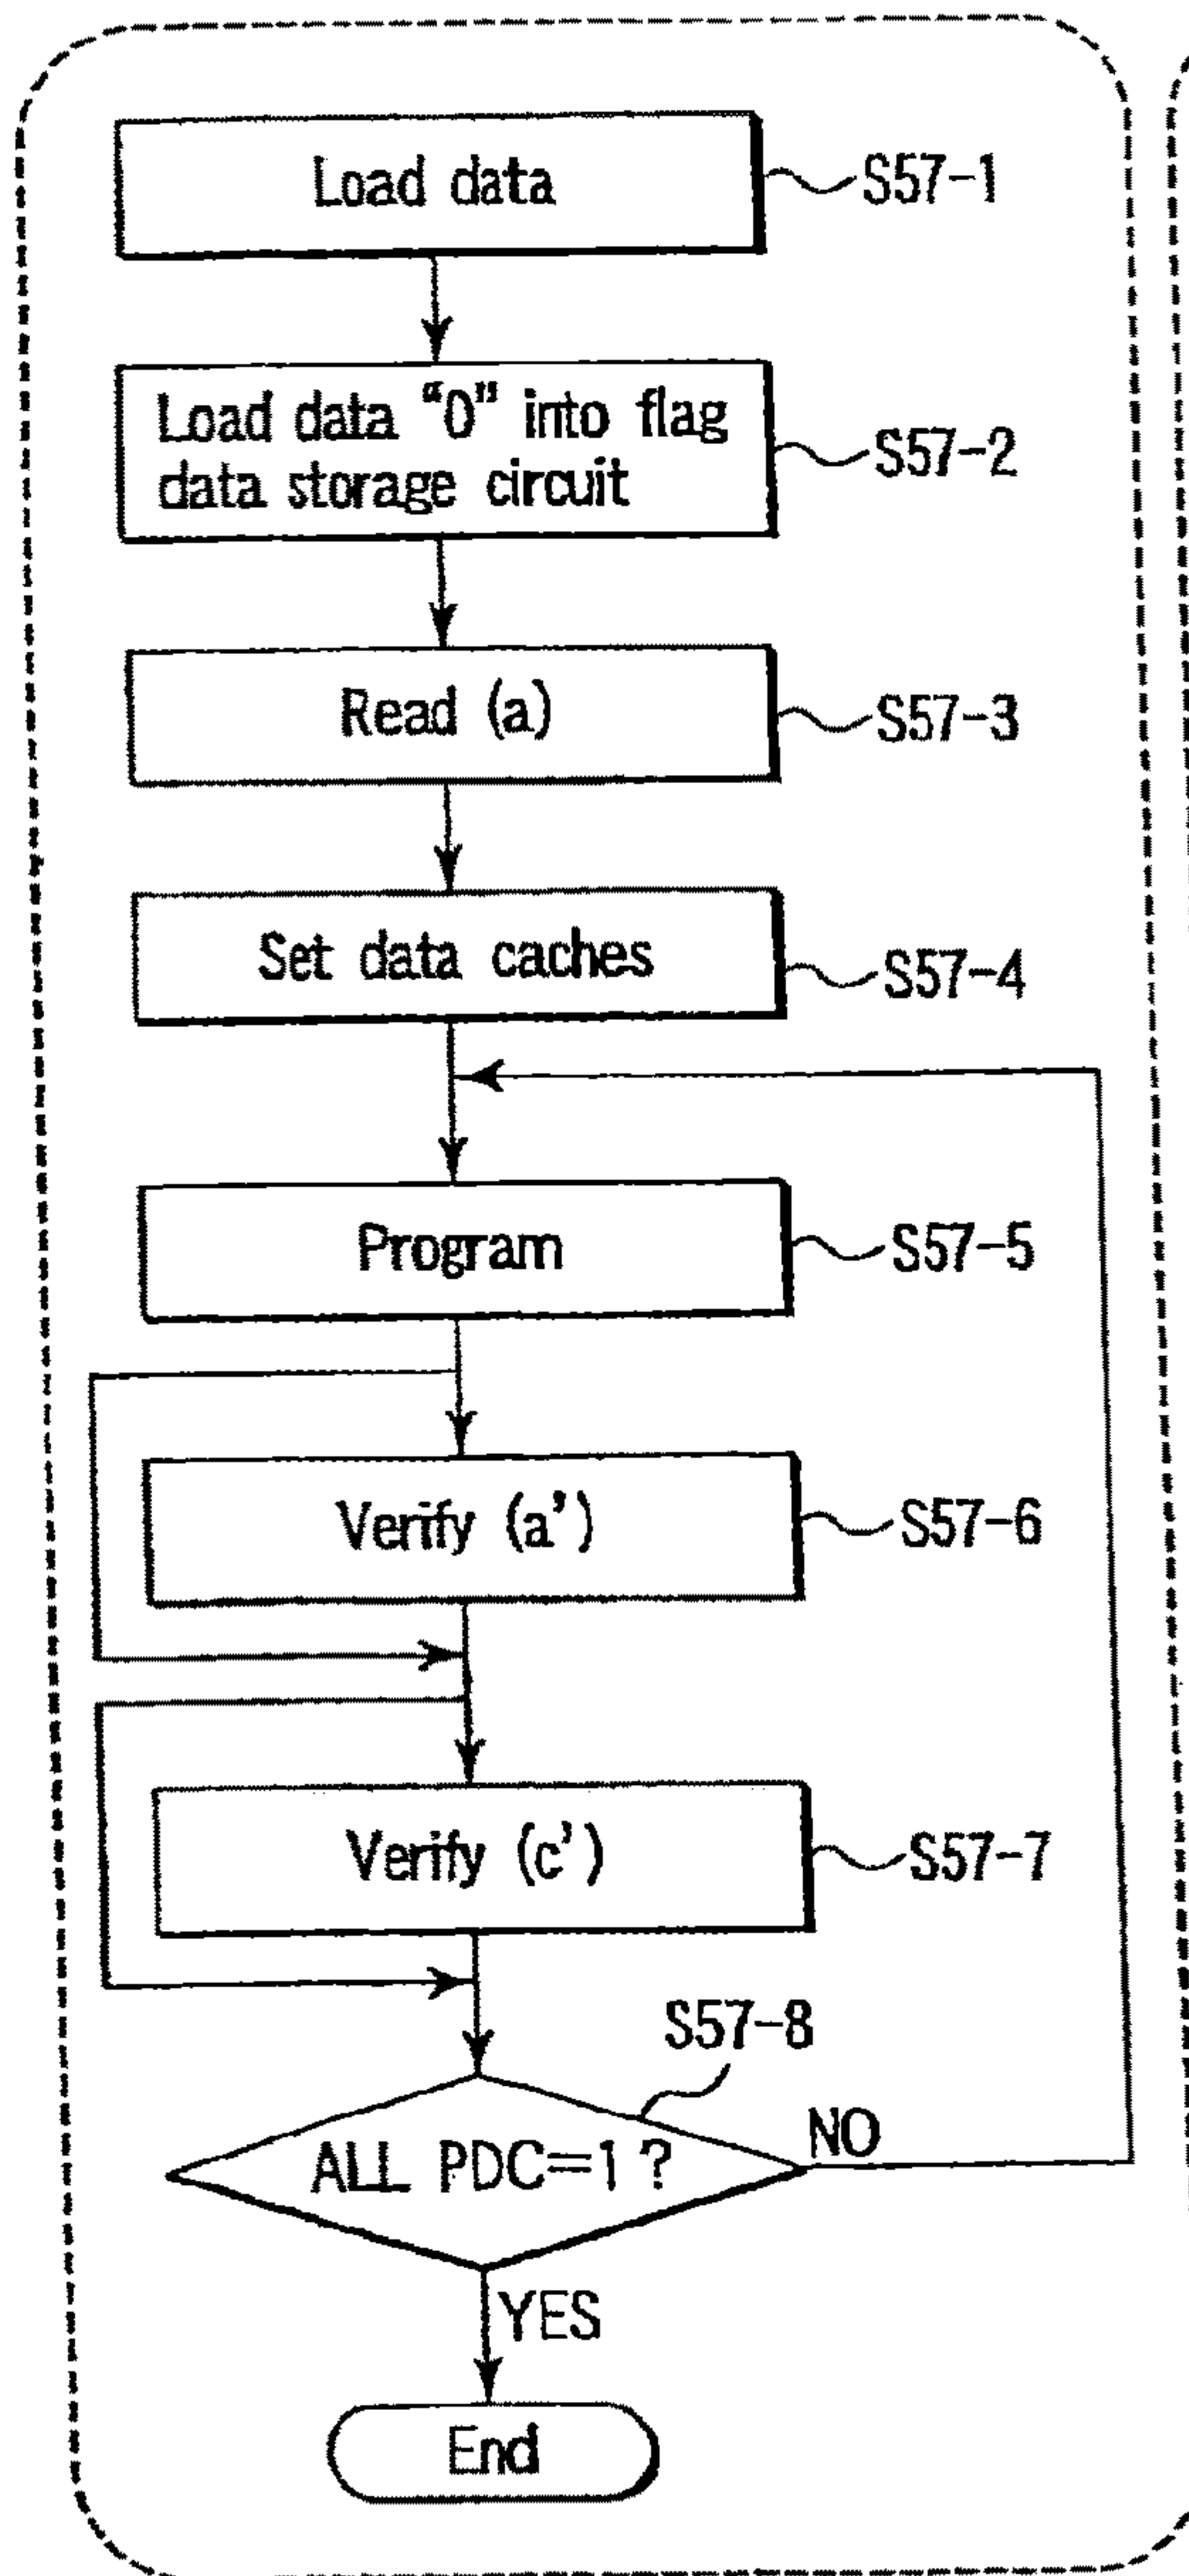 Load data
S57-1
Load data "0" into flag
data storage circuit
S57-2
Read (a)
S57-3
Set data caches
S57-4
Program
S57-5
Verify (a')
S57-6
Verify (c')
S57-7
S57-8
ALL PDC=1 ?
NO
YES
End